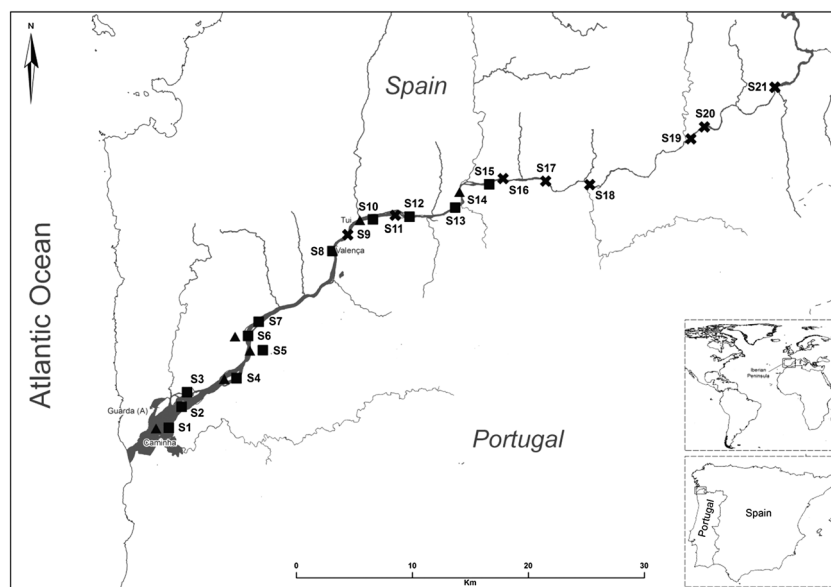 N
Spain
S21
S20
S19
S15
S17
S16
S18
S14
S10
S12
Tui
S11
S13
S9
S8
Valença
Atlantic Ocean
S7
S6
S5
S3
S4
Guarda (A)
S2
S1
Caminha
Portugal
Iberian
Peninsula
Portugal
Spain
0
10
20
30
Km